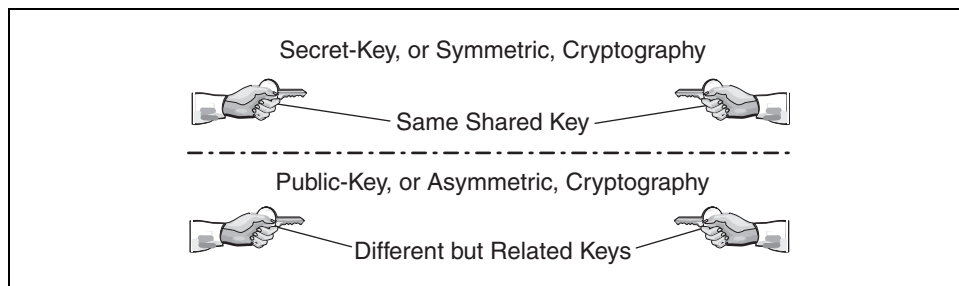 Secret-Key, or Symmetric, Cryptography
Same Shared Key
Public-Key, or Asymmetric, Cryptography
Different but Related Keys